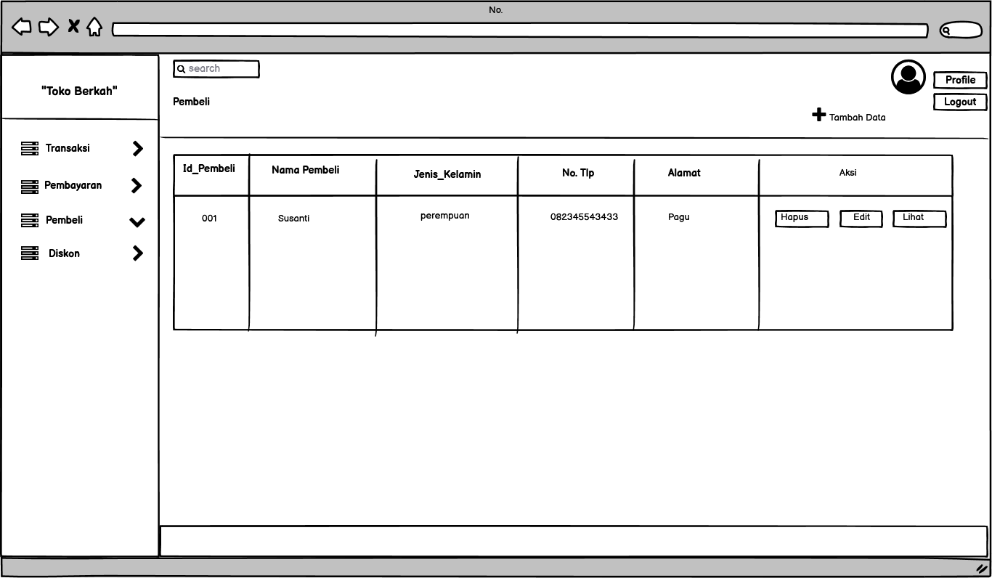 No.
"Toko Berkah"
Transaksi
Pembayaran
Pembeli
Diskon
search
Pembeli
Profile
Logout
Tambah Data
Id_Pembeli Nama Pembeli Jenis_Kelamin No. Tlp Alamat Aksi
001 Susanti perempuan 082345543433 Pagu Hapus Edit Lihat